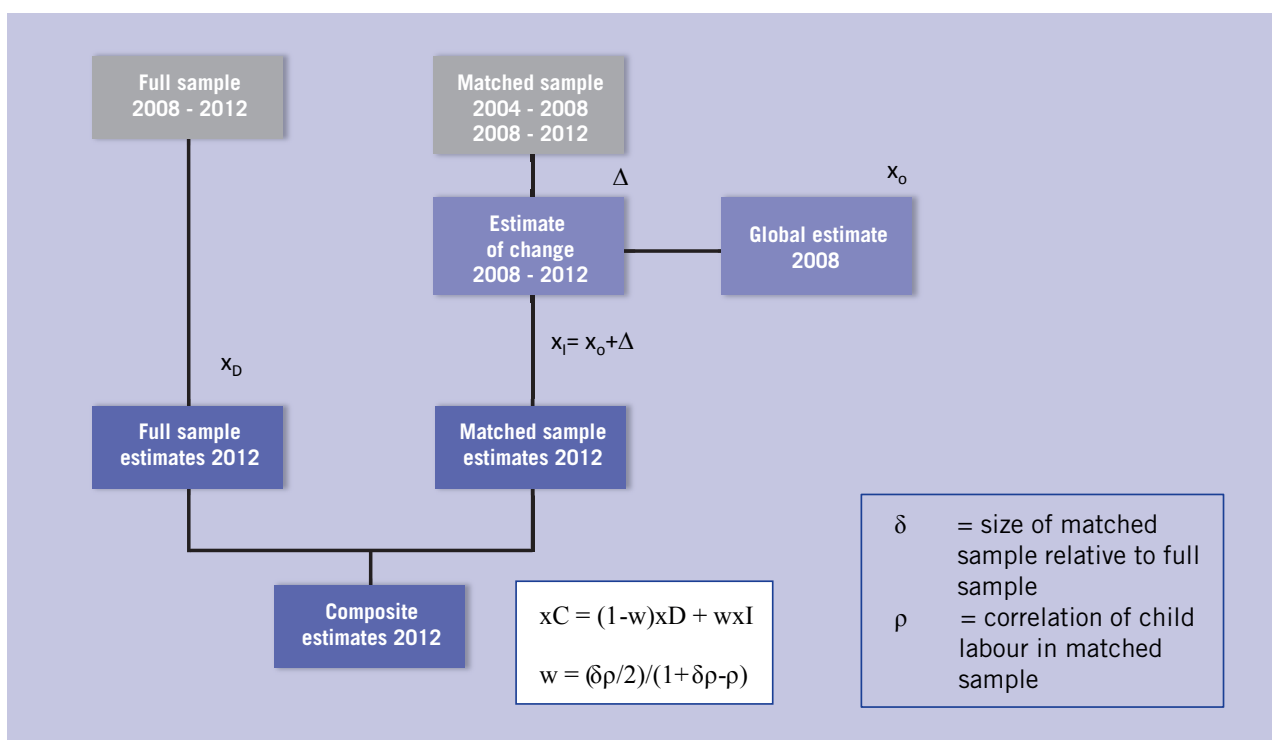 Full sample
2008 - 2012
Matched sample
2004 - 2008
2008 - 2012
Δ
xₒ
Estimate
of change
2008 - 2012
Global estimate
2008
x_D
x_I= xₒ+Δ
Full sample
estimates 2012
Matched sample
estimates 2012
Composite
estimates 2012
xC = (1-w)xD + wxI
w = (δρ/2)/(1+δρ-ρ)
δ = size of matched
sample relative to full
sample
ρ = correlation of child
labour in matched
sample